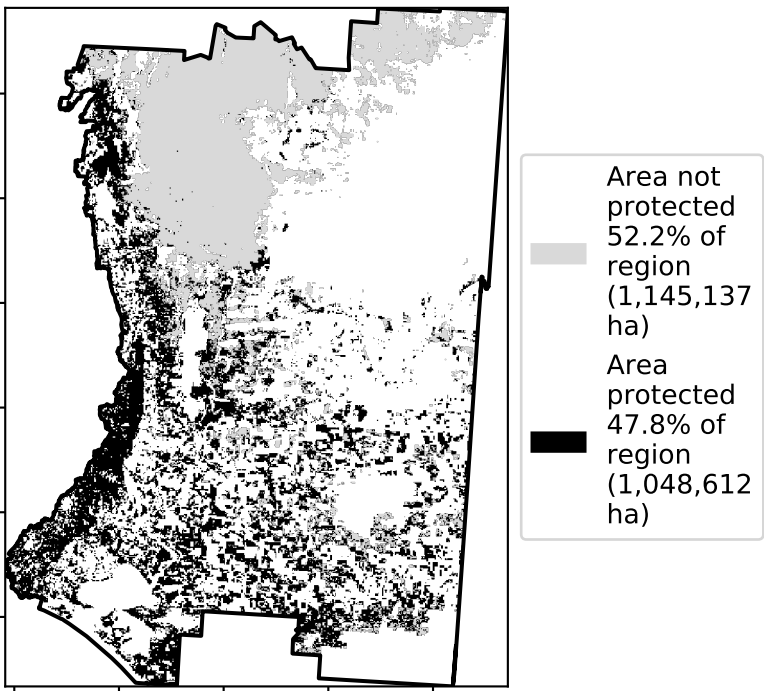 Area not
protected
52.2% of
region
(1,145,137
ha)
Area
protected
47.8% of
region
(1,048,612
ha)